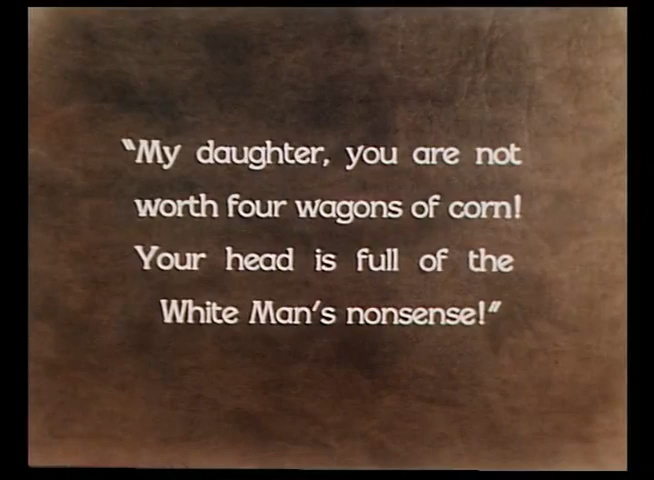 "My daughter, you are not
worth four wagons of corn!
Your head is full of the
White Man's nonsense!"